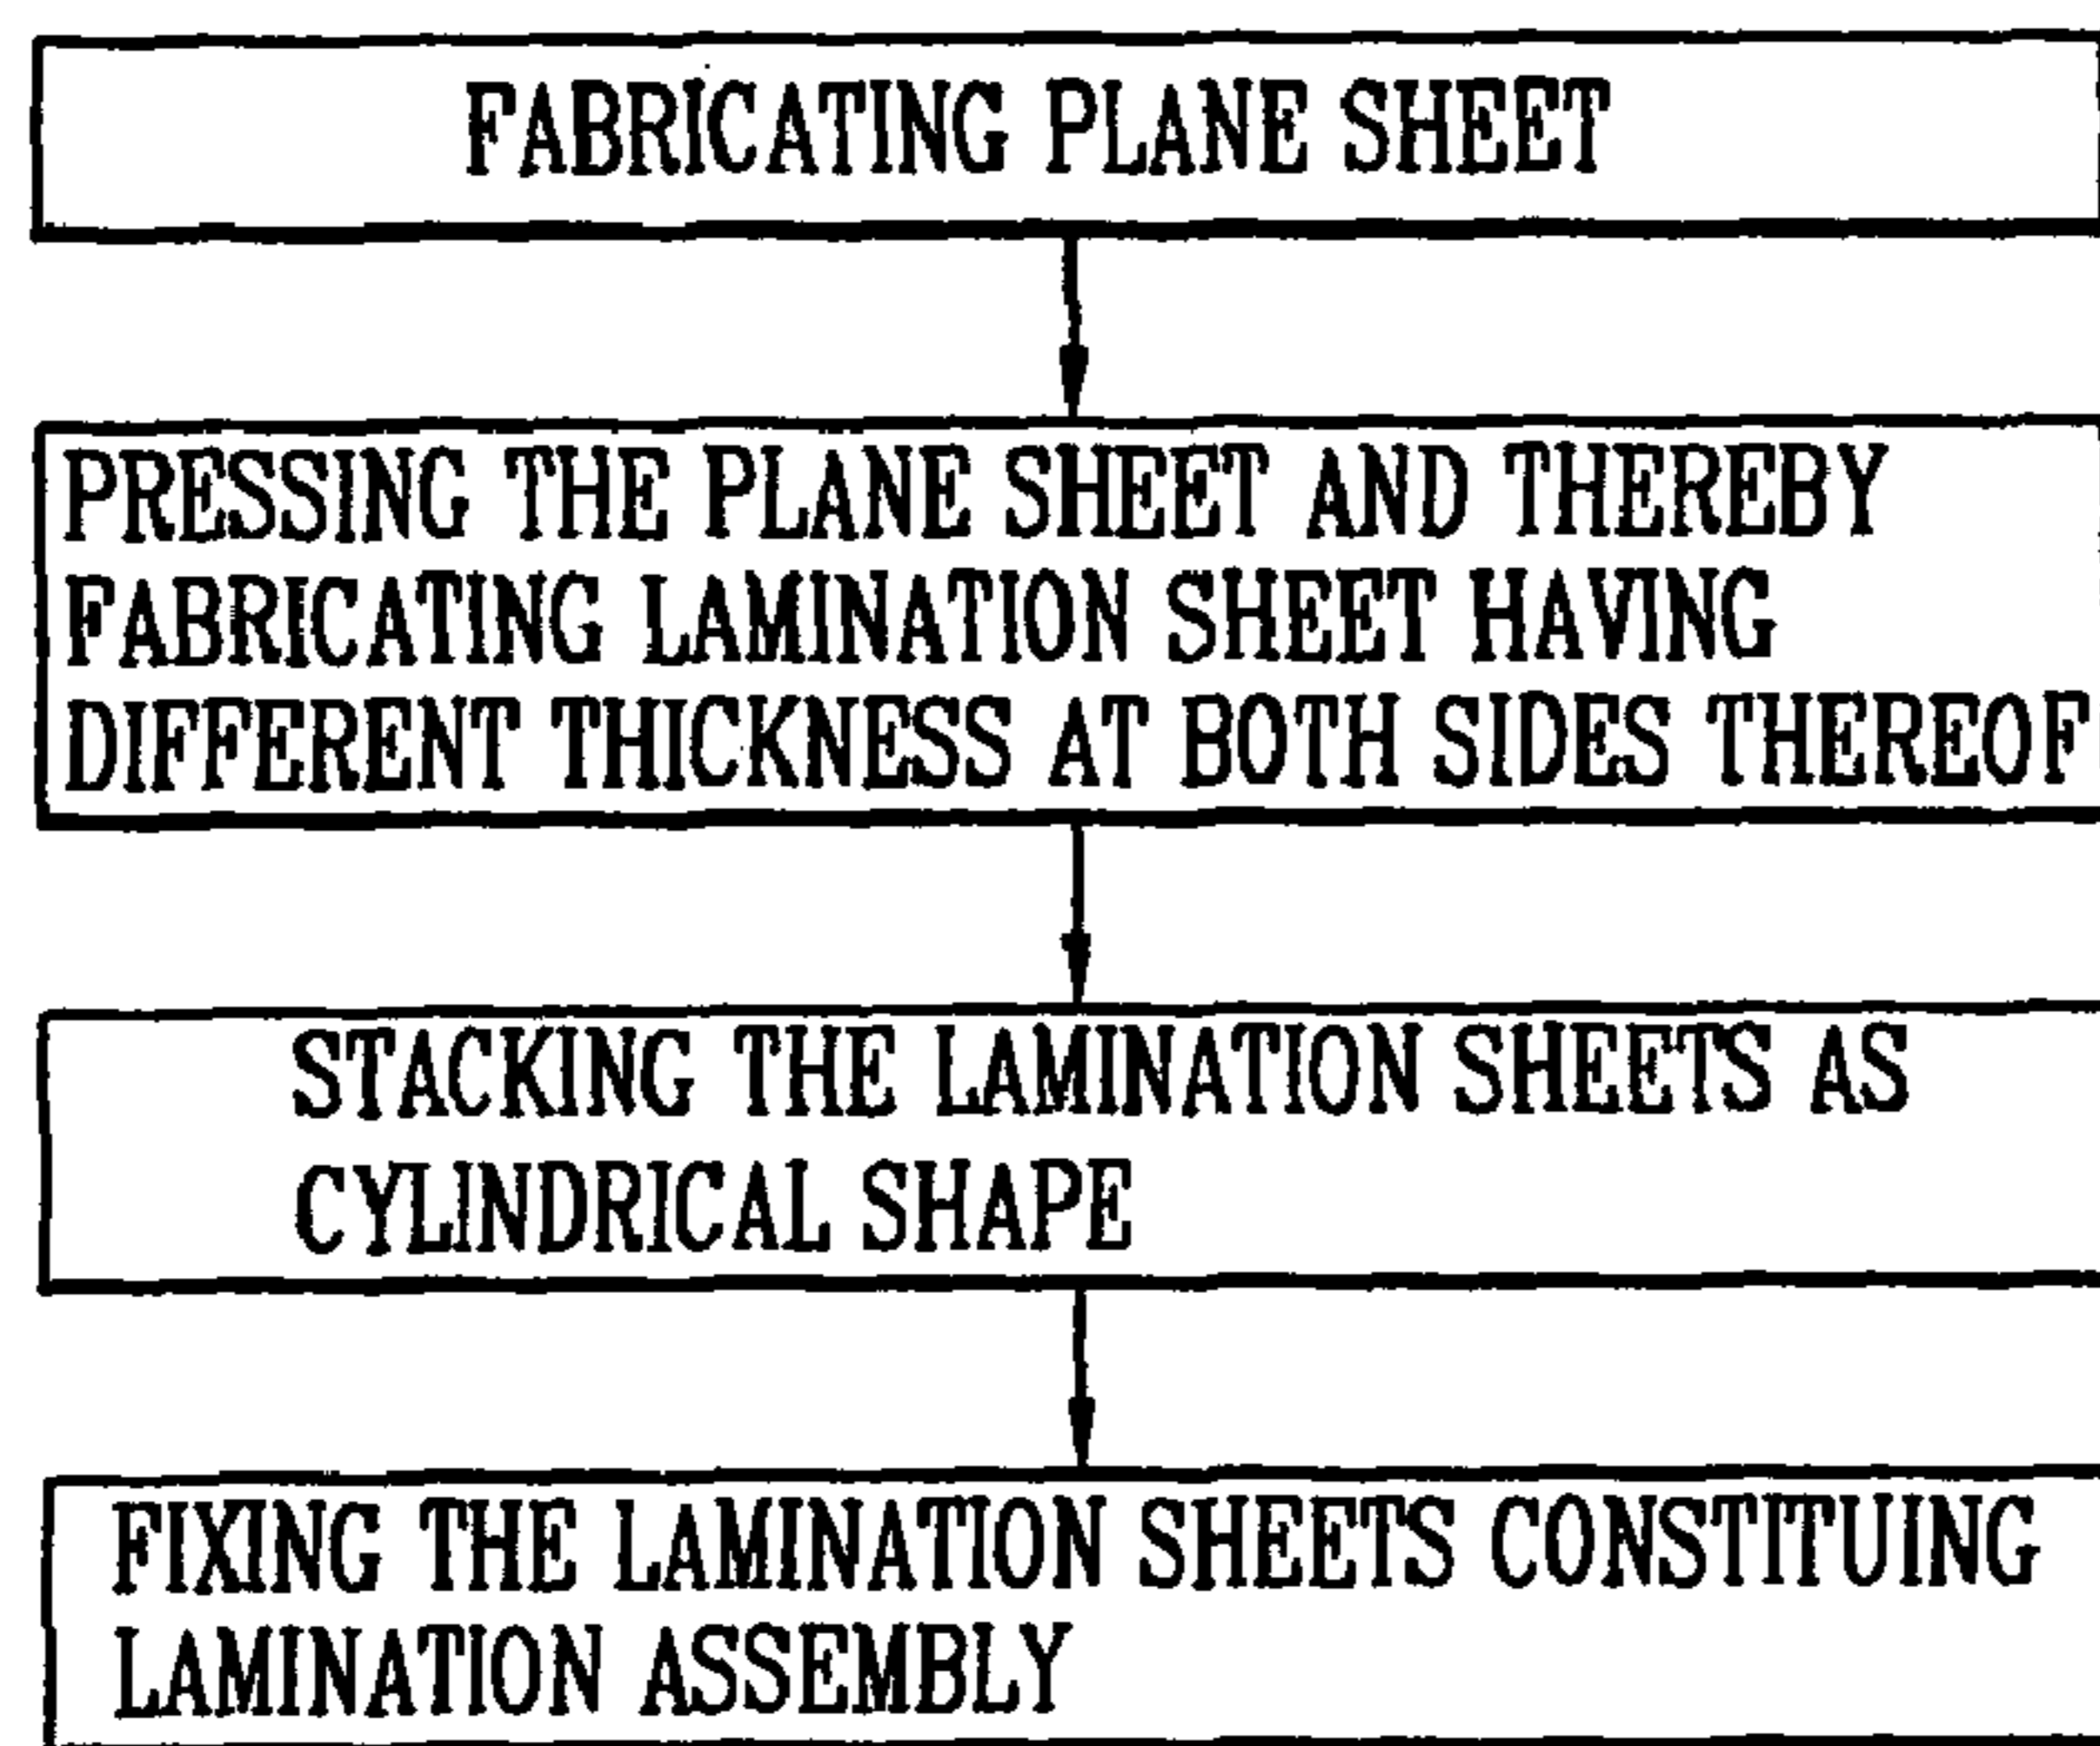 FABRICATING PLANE SHEET
PRESSING THE PLANE SHEET AND THEREBY
FABRICATING LAMINATION SHEET HAVING
DIFFERENT THICKNESS AT BOTH SIDES THEREOF
STACKING THE LAMINATION SHEETS AS
CYLINDRICAL SHAPE
FIXING THE LAMINATION SHEETS CONSTITUING
LAMINATION ASSEMBLY